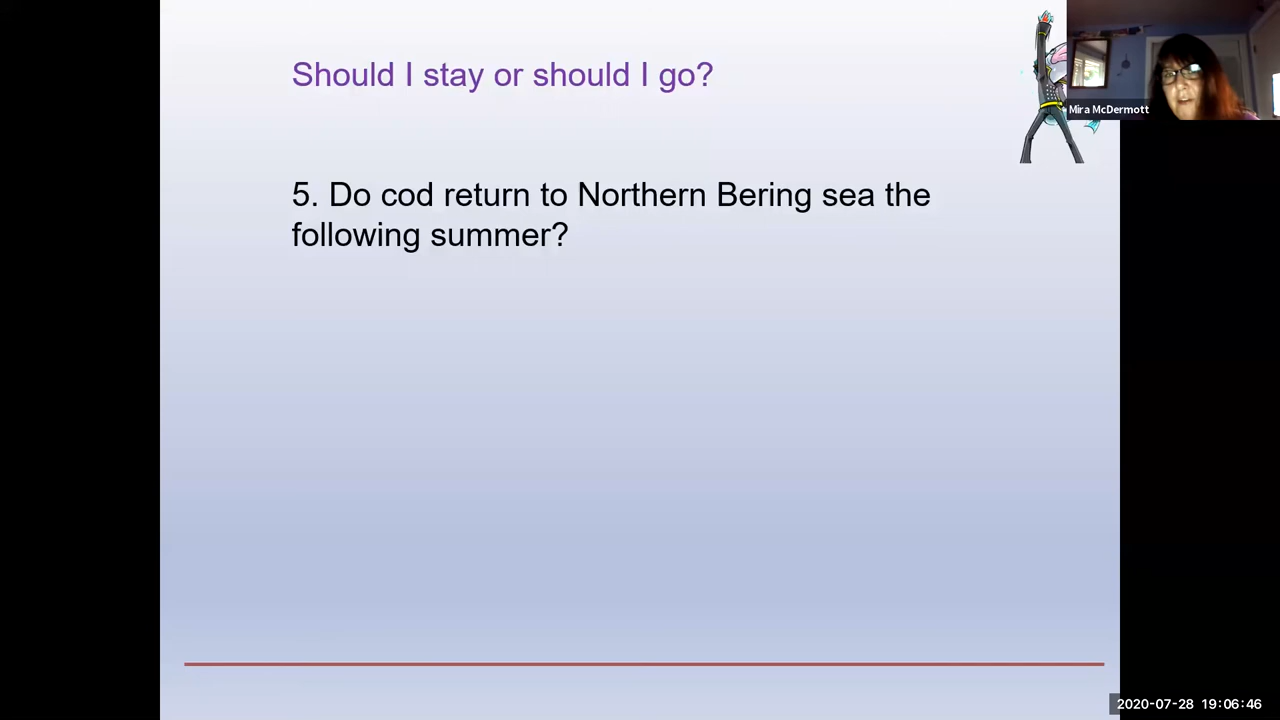 Should I stay or should I go?
Mira McDermott
5. Do cod return to Northern Bering sea the
following summer?
2020-07-28 19:06:46